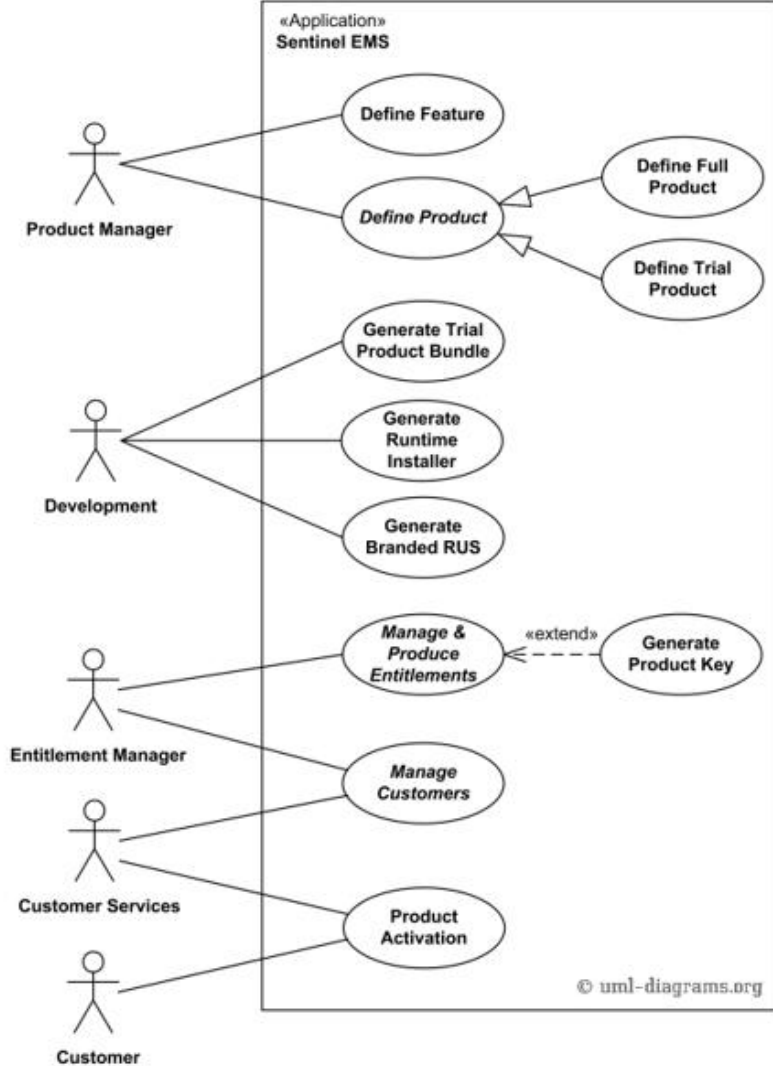 «Application»
Sentinel EMS
Define Feature
Define Full
Product
Product Manager
Define Product
Define Trial
Product
Generate Trial
Product Bundle
Generate
Runtime
Installer
Development
Generate
Branded RUS
Manage &
Produce
Entitlements
«extend»
Generate
Product Key
Entitlement Manager
Manage
Customers
Customer Services
Product
Activation
© uml-diagrams.org
Customer